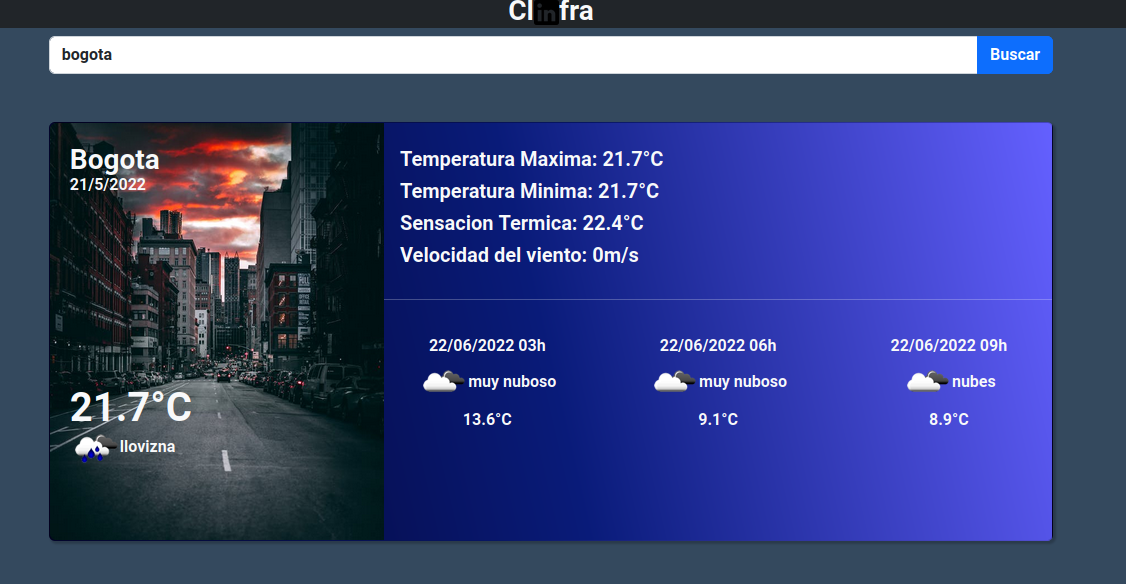 Clinfra
bogota
Buscar
Bogota
21/5/2022
21.7°C
llovizna
Temperatura Maxima: 21.7°C
Temperatura Minima: 21.7°C
Sensacion Termica: 22.4°C
Velocidad del viento: 0m/s
22/06/2022 03h
muy nuboso
13.6°C
22/06/2022 06h
muy nuboso
9.1°C
22/06/2022 09h
nubes
8.9°C